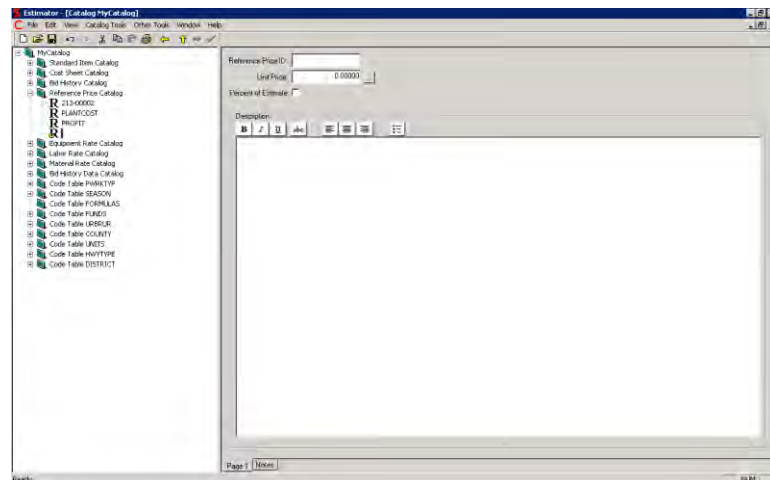 Estimator - [Catalog MyCatalog]
File Edit View Catalog Tools Other Tools Window Help
MyCatalog
Standard Item Catalog
Cost Sheet Catalog
Bid History Catalog
Reference Price Catalog
R 213-00002
R PLANTCOST
R PROFIT
R
Equipment Rate Catalog
Labor Rate Catalog
Material Rate Catalog
Bid History Data Catalog
Code Table PWRKTYP
Code Table SEASON
Code Table FORMULAS
Code Table FUNDS
Code Table URBRUR
Code Table COUNTY
Code Table UNITS
Code Table HWYTYPE
Code Table DISTRICT
Reference Price ID:
Unit Price: 0.00000 ...
Percent of Estimate:
Description
B I U abc
Page 1 Notes
Ready
NUM